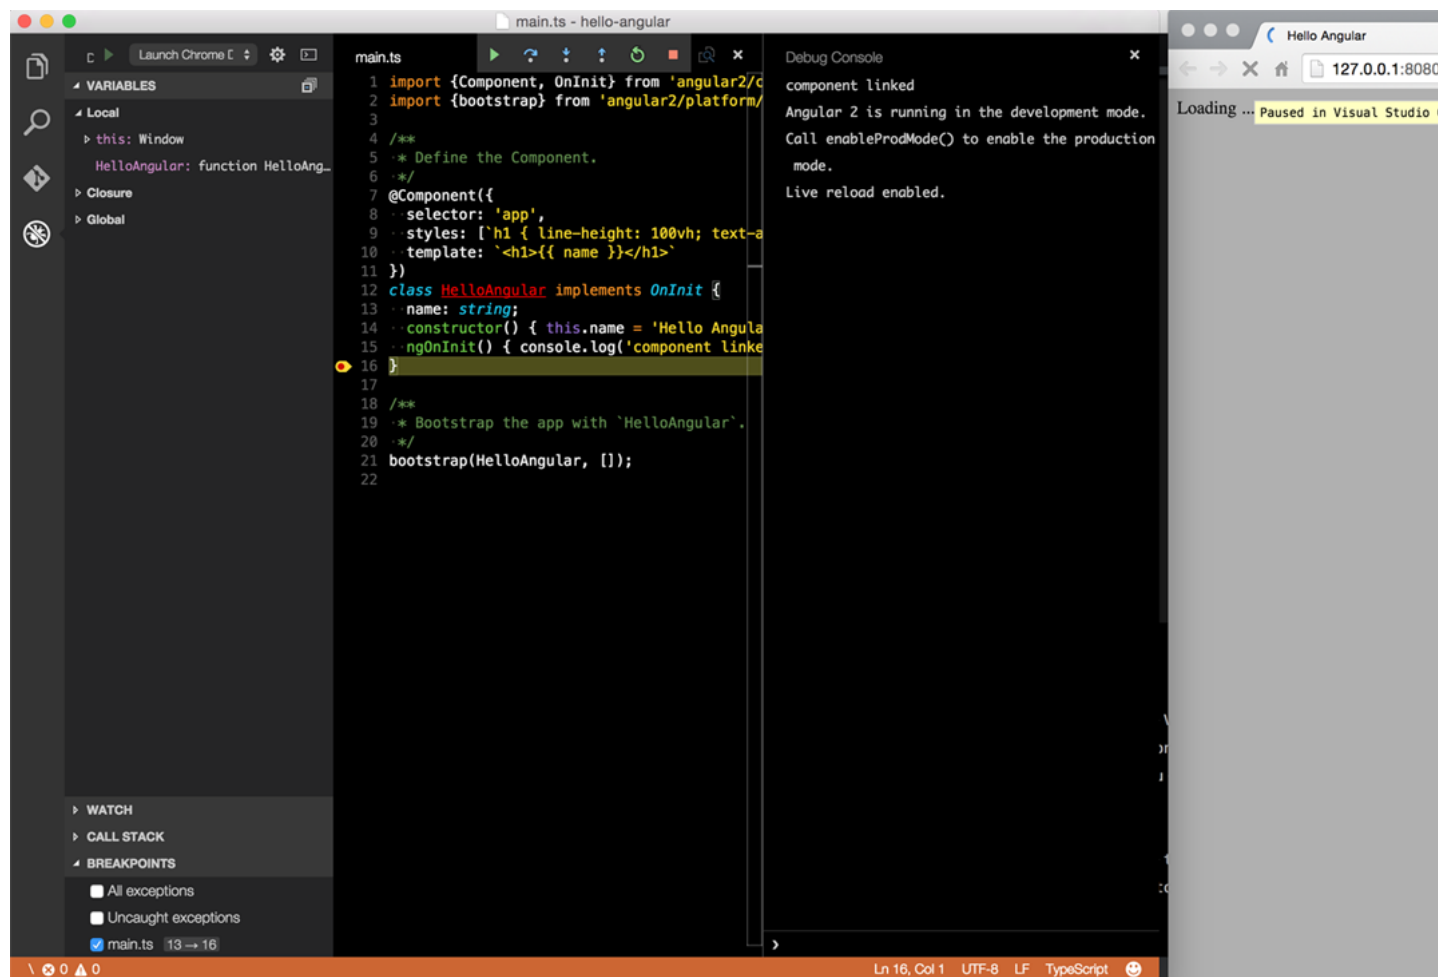 main.ts - hello-angular
Launch Chrome
VARIABLES
Local
this: Window
HelloAngular: function HelloAng...
Closure
Global
WATCH
CALL STACK
BREAKPOINTS
All exceptions
Uncaught exceptions
main.ts 13 → 16
0 0
main.ts
1 import {Component, OnInit} from 'angular2/c
2 import {bootstrap} from 'angular2/platform/
3
4 /**
5 * Define the Component.
6 */
7 @Component({
8 selector: 'app',
9 styles: [`h1 { line-height: 100vh; text-a
10 template: `<h1>{{ name }}</h1>`
11 })
12 class HelloAngular implements OnInit {
13 name: string;
14 constructor() { this.name = 'Hello Angula
15 ngOnInit() { console.log('component linke
16 }
17
18 /**
19 * Bootstrap the app with `HelloAngular`.
20 */
21 bootstrap(HelloAngular, []);
22
Debug Console
component linked
Angular 2 is running in the development mode.
Call enableProdMode() to enable the production
mode.
Live reload enabled.
Ln 16, Col 1 UTF-8 LF TypeScript
Hello Angular
127.0.0.1:8080
Loading ...
Paused in Visual Studio